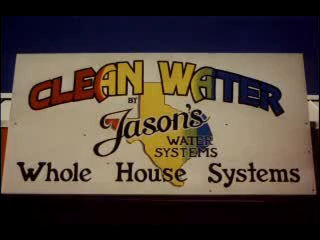 CLEAN WATER
BY
Jason's
WATER
SYSTEMS
Whole House Systems